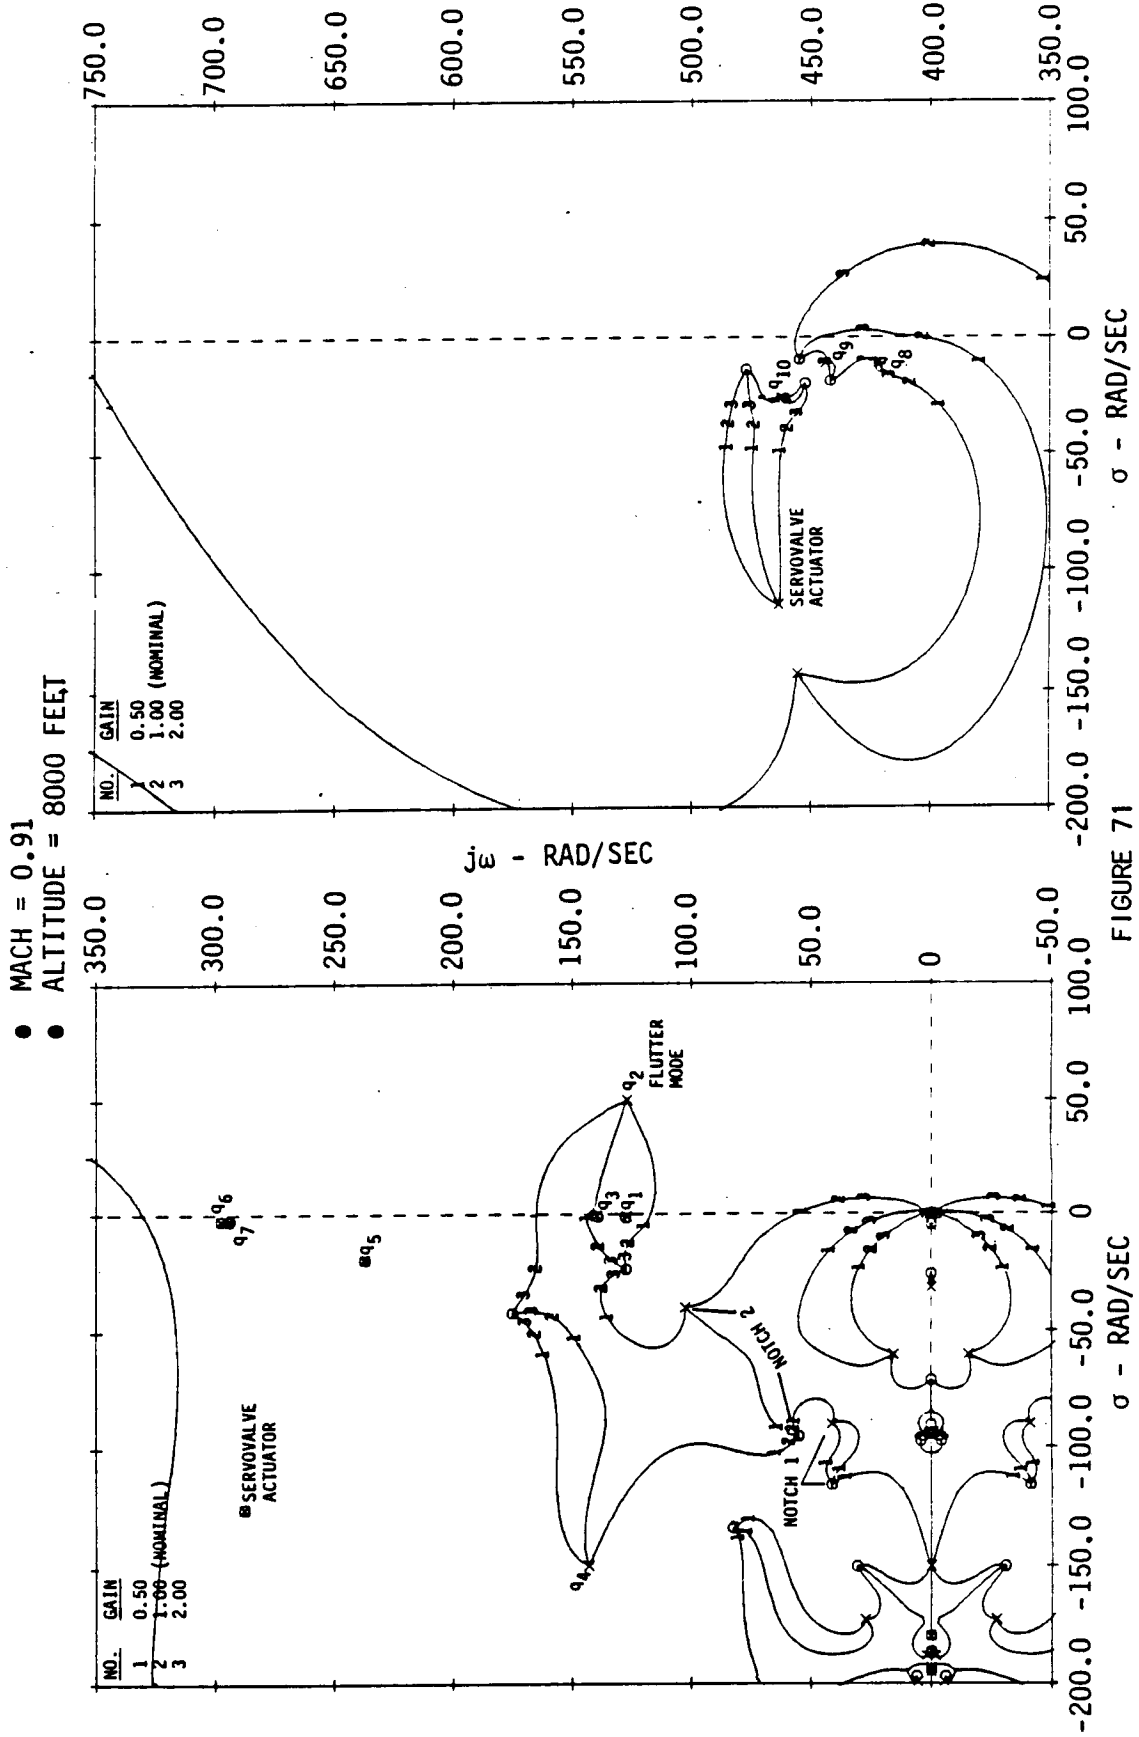 ● MACH = 0.91
● ALTITUDE = 8000 FEET
NO. GAIN
1 0.50
2 1.00 (NOMINAL)
3 2.00
350.0
300.0
250.0
200.0
150.0
100.0
50.0
0
-50.0
q6
q7
q5
SERVOVALVE
ACTUATOR
q3
q1
q2
FLUTTER
MODE
q4
NOTCH 2
NOTCH 1
-200.0 -150.0 -100.0 -50.0 0 50.0 100.0
σ - RAD/SEC
jω - RAD/SEC
NO. GAIN
1 0.50
2 1.00 (NOMINAL)
3 2.00
750.0
700.0
650.0
600.0
550.0
500.0
450.0
400.0
350.0
q10
q9
q8
SERVOVALVE
ACTUATOR
-200.0 -150.0 -100.0 -50.0 0 50.0 100.0
σ - RAD/SEC
FIGURE 71